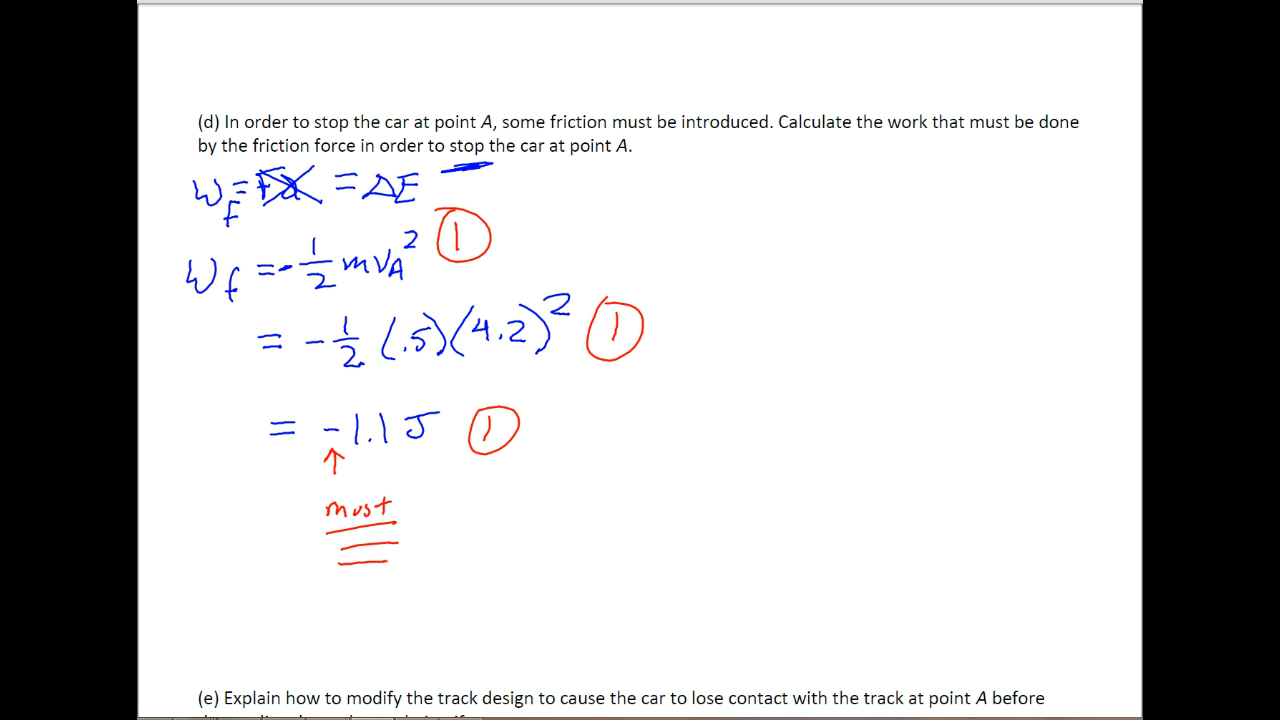 (d) In order to stop the car at point A, some friction must be introduced. Calculate the work that must be done
by the friction force in order to stop the car at point A.
W_F = Fd = ΔE
W_f = -1/2 mv_A^2 ①
= -1/2 (.5)(4.2)^2 ①
= -1.1 J ①
↑
must
(e) Explain how to modify the track design to cause the car to lose contact with the track at point A before